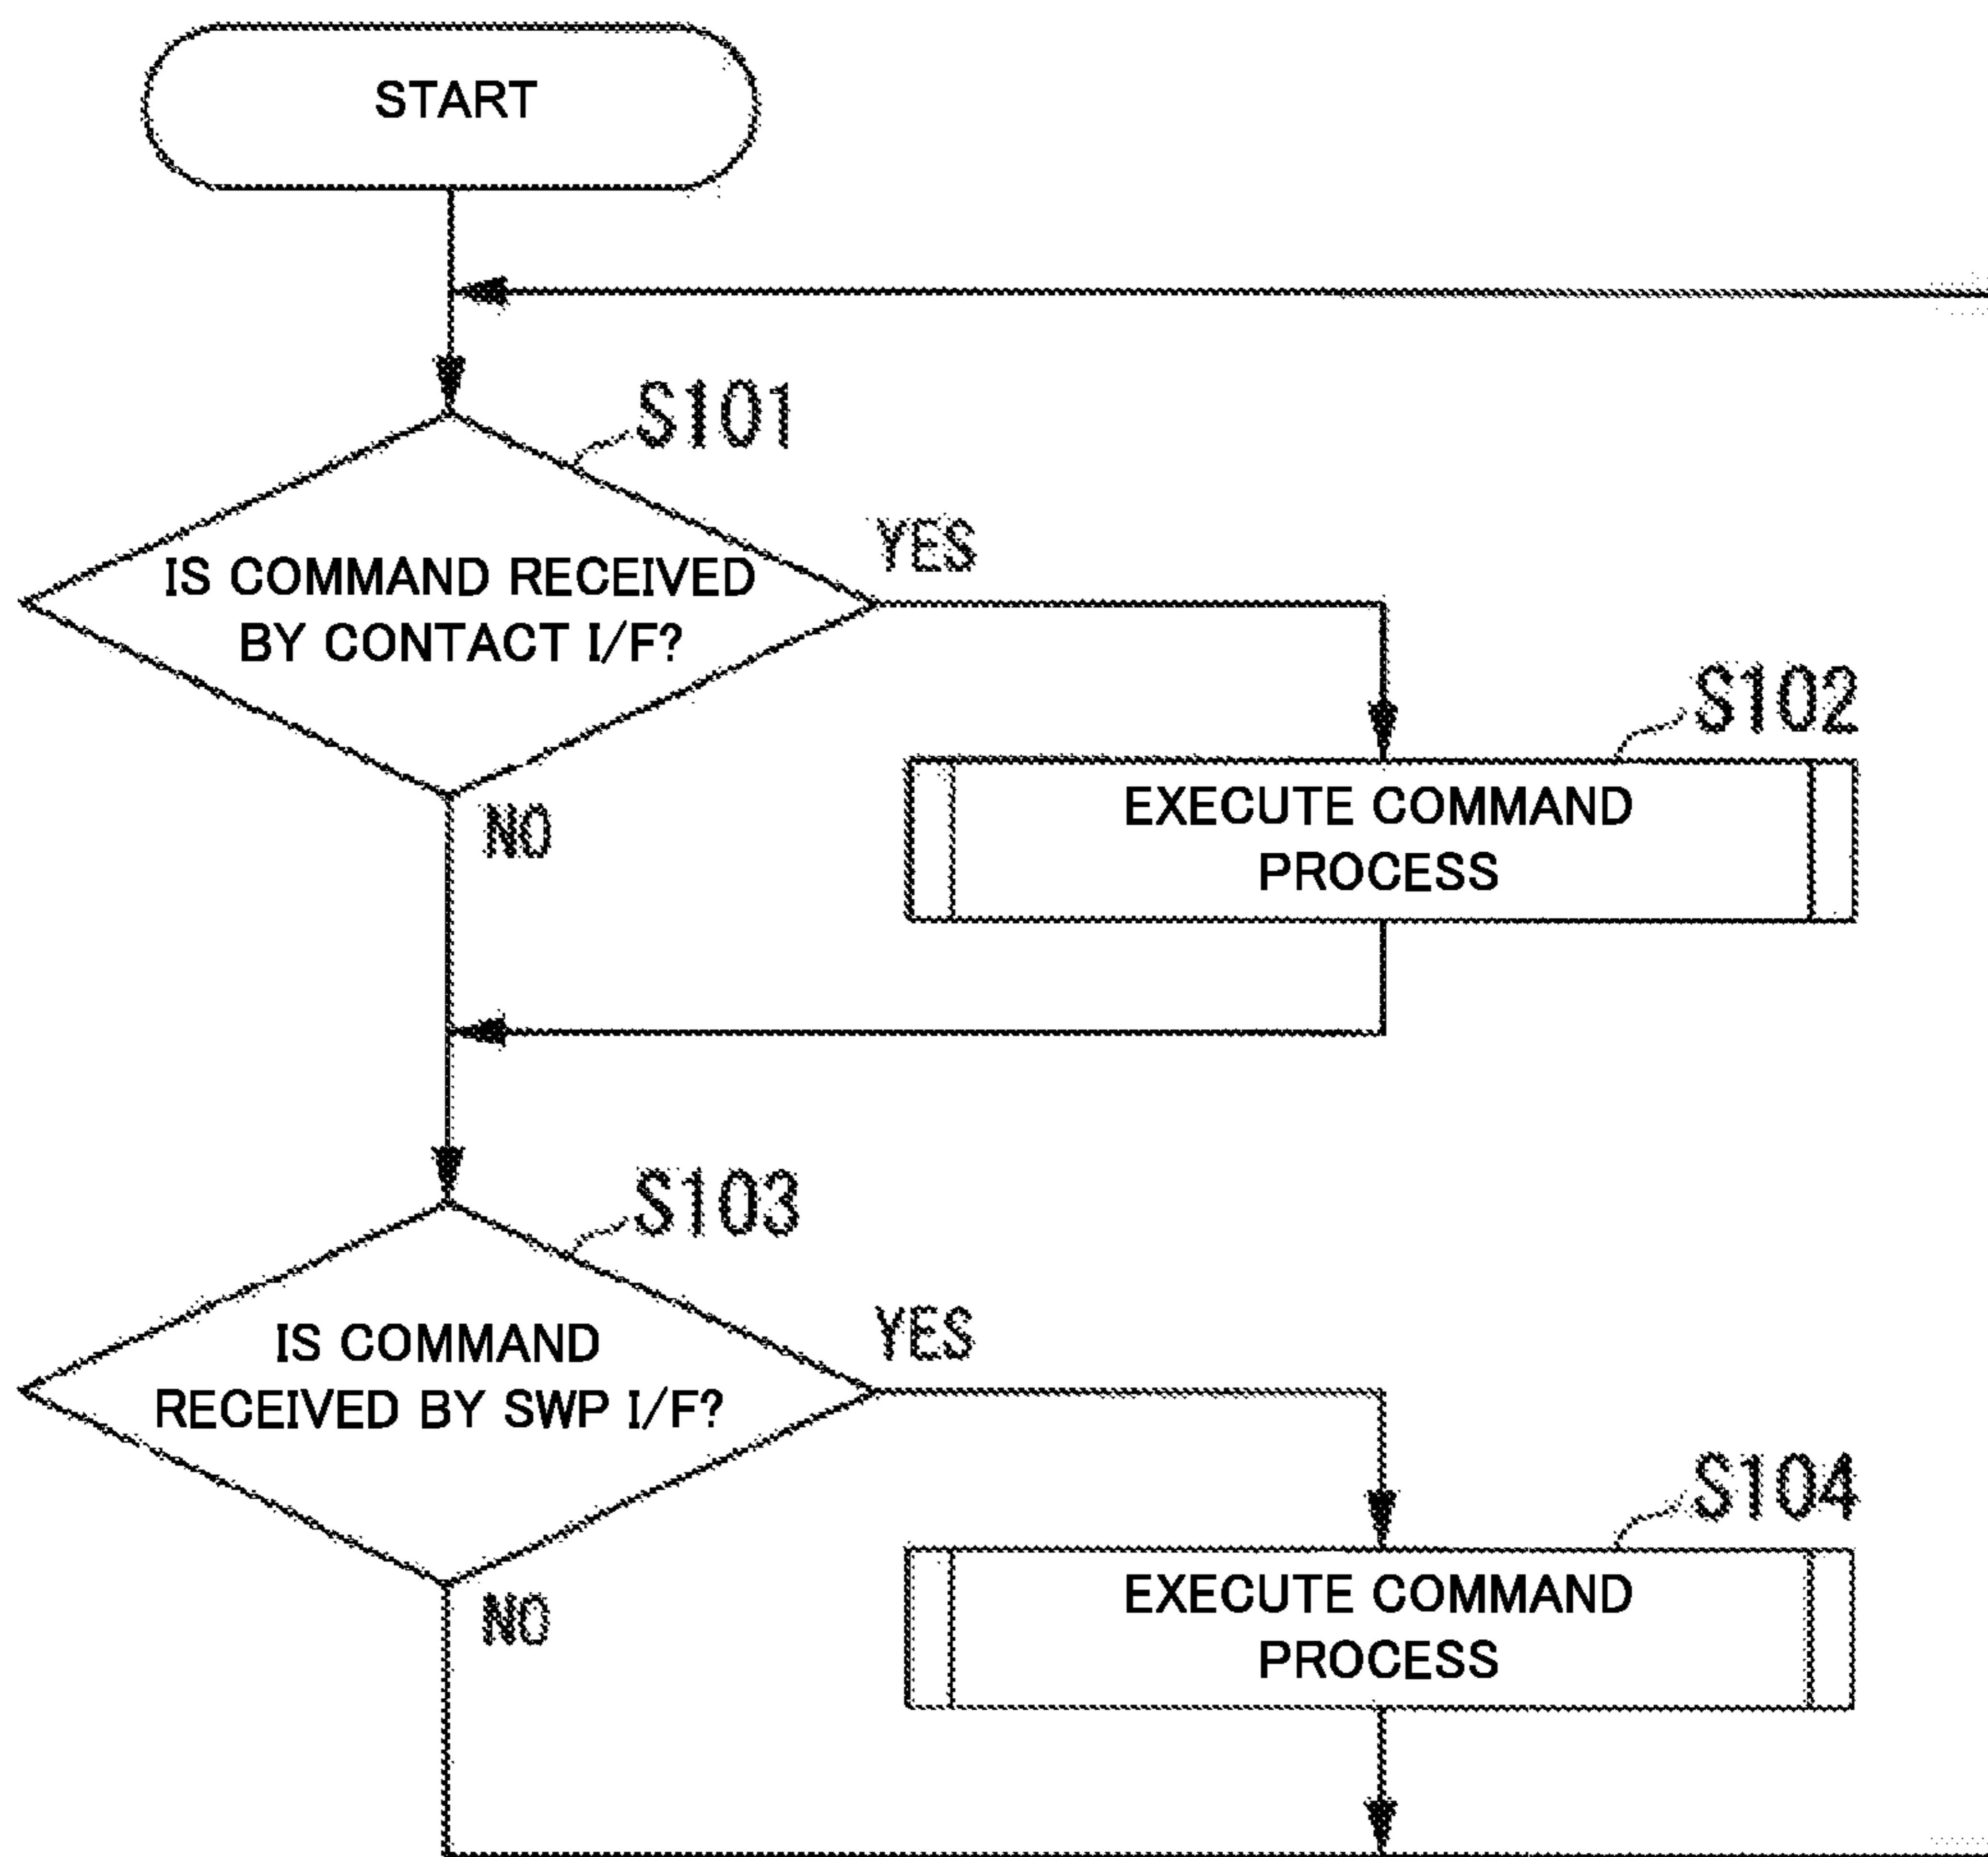 START
S101
IS COMMAND RECEIVED
BY CONTACT I/F?
YES
NO
S102
EXECUTE COMMAND
PROCESS
S103
IS COMMAND
RECEIVED BY SWP I/F?
YES
NO
S104
EXECUTE COMMAND
PROCESS